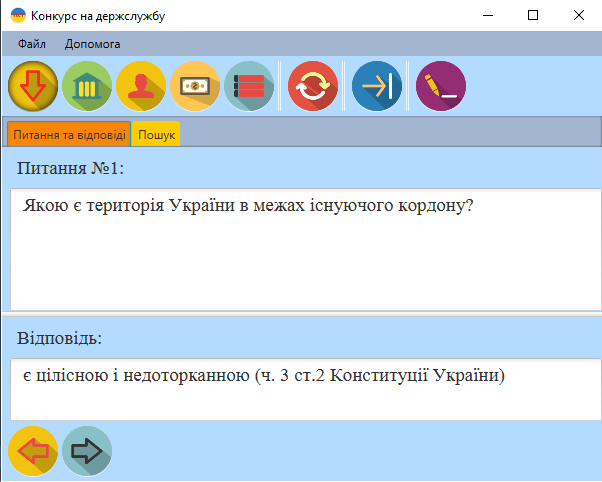 Конкурс на держслужбу
Файл Допомога
Питання та відповіді Пошук
Питання №1:
Якою є територія України в межах існуючого кордону?
Відповідь:
є цілісною і недоторканною (ч. 3 ст.2 Конституції України)